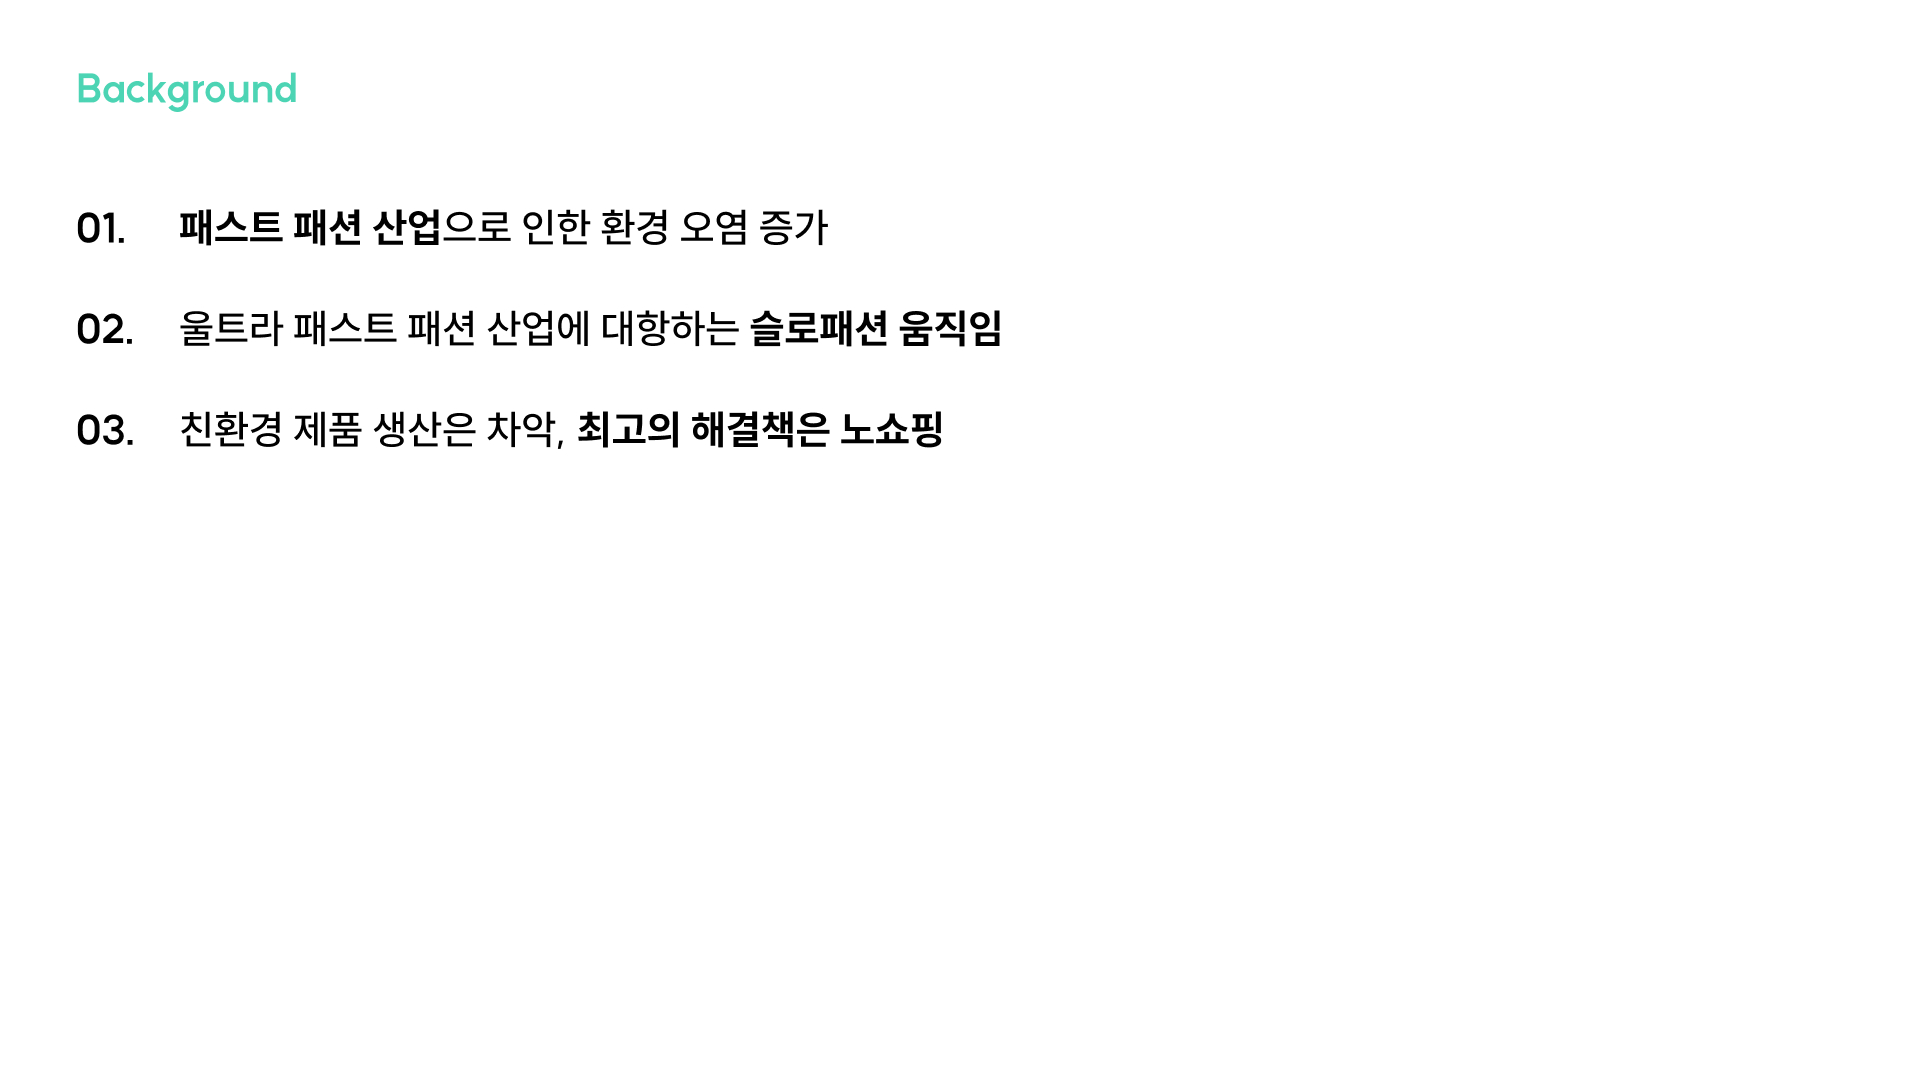 Background
01. 패스트 패션 산업으로 인한 환경 오염 증가
02. 울트라 패스트 패션 산업에 대항하는 슬로패션 움직임
03. 친환경 제품 생산은 차악, 최고의 해결책은 노쇼핑